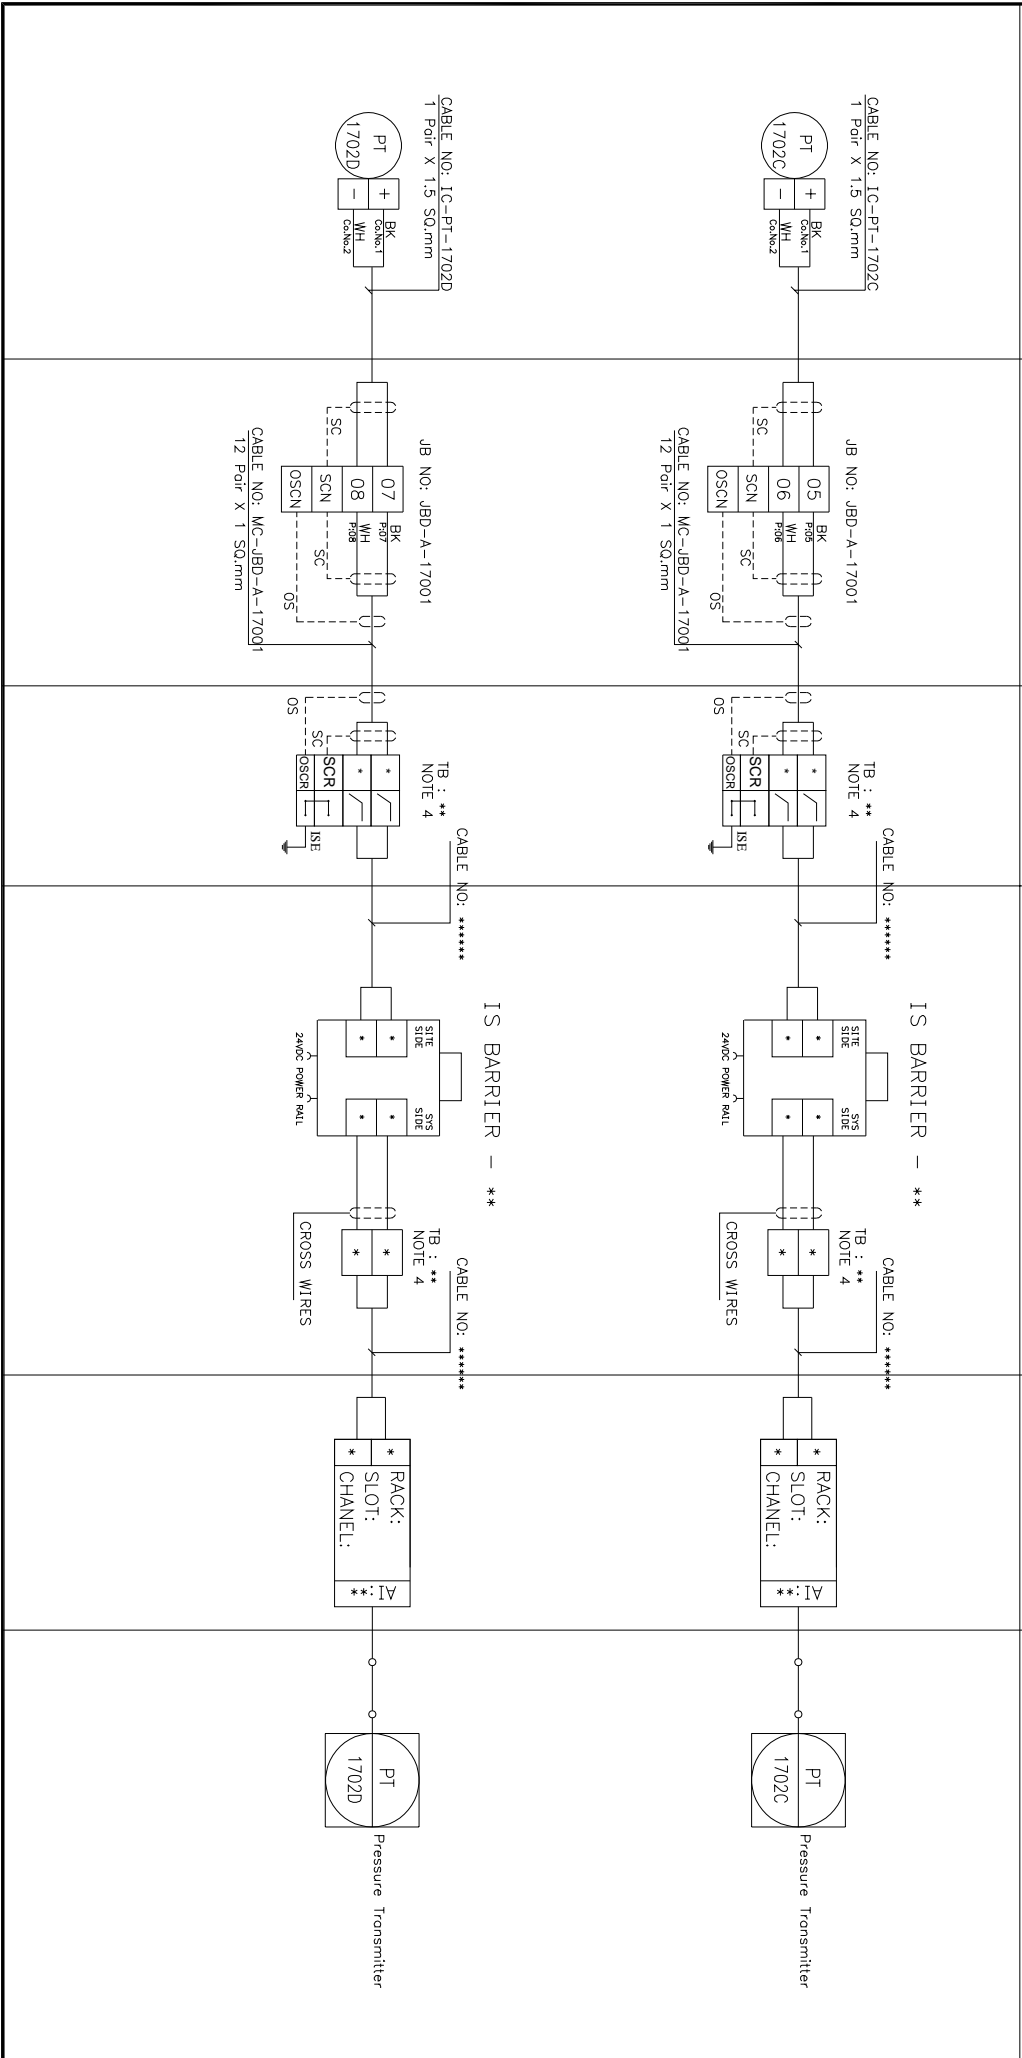 CABLE NO: IC-PT-1702C
1 Pair X 1.5 SQ.mm
PT
1702C
+
-
BK
Co.No.1
WH
Co.No.2
JB NO: JBD-A-17001
SC
05
06
SCN
OSCN
BK
P:05
WH
P:06
SC
OS
CABLE NO: MC-JBD-A-17001
12 Pair X 1 SQ.mm
OS
SC
TB : **
NOTE 4
*
*
SCR
OSCR
ISE
CABLE NO: ******
IS BARRIER - **
SITE
SIDE
*
*
SYS
SIDE
*
*
24VDC POWER RAIL
CROSS WIRES
TB : **
NOTE 4
*
*
CABLE NO: ******
*
*
RACK:
SLOT:
CHANEL:
AI:
**
PT
1702C
Pressure Transmitter
CABLE NO: IC-PT-1702D
1 Pair X 1.5 SQ.mm
PT
1702D
+
-
BK
Co.No.1
WH
Co.No.2
JB NO: JBD-A-17001
SC
07
08
SCN
OSCN
BK
P:07
WH
P:08
SC
OS
CABLE NO: MC-JBD-A-17001
12 Pair X 1 SQ.mm
OS
SC
TB : **
NOTE 4
*
*
SCR
OSCR
ISE
CABLE NO: ******
IS BARRIER - **
SITE
SIDE
*
*
SYS
SIDE
*
*
24VDC POWER RAIL
CROSS WIRES
TB : **
NOTE 4
*
*
CABLE NO: ******
*
*
RACK:
SLOT:
CHANEL:
AI:
**
PT
1702D
Pressure Transmitter